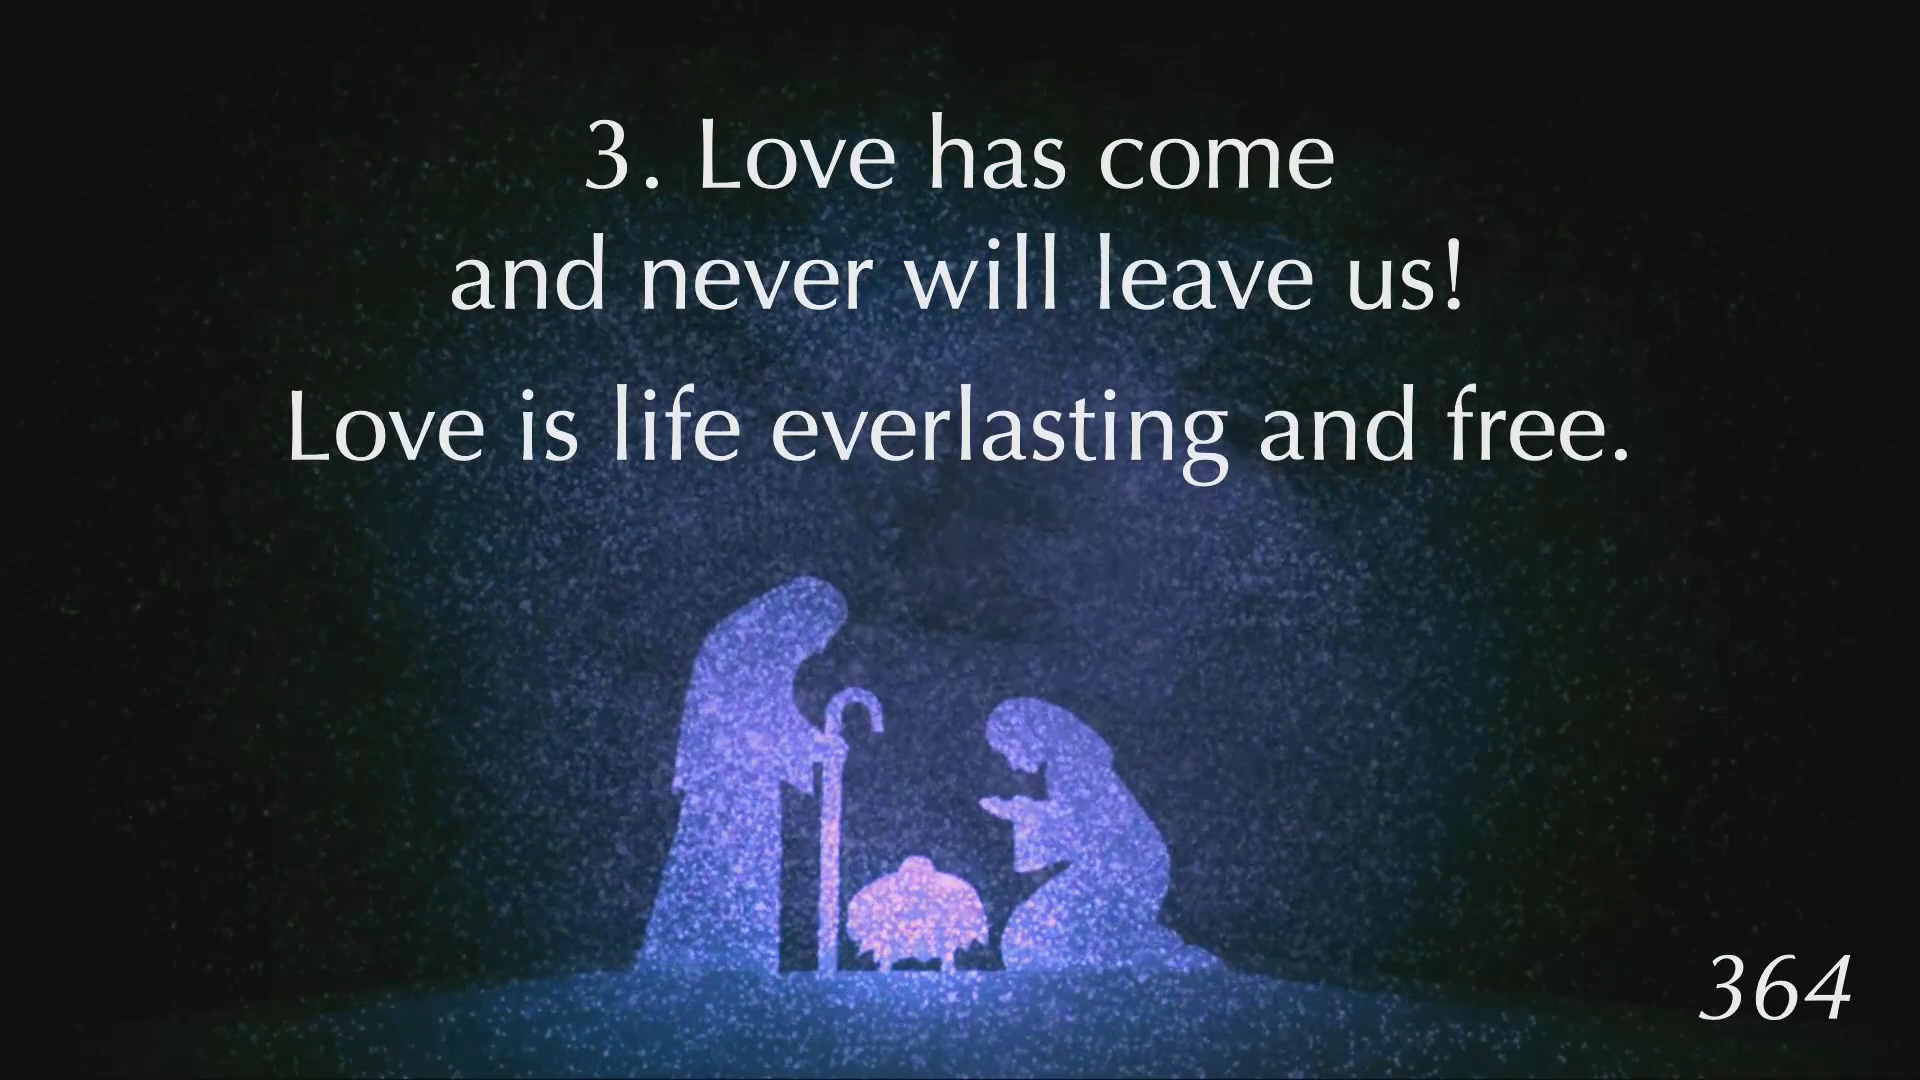 3. Love has come
and never will leave us!
Love is life everlasting and free.
364